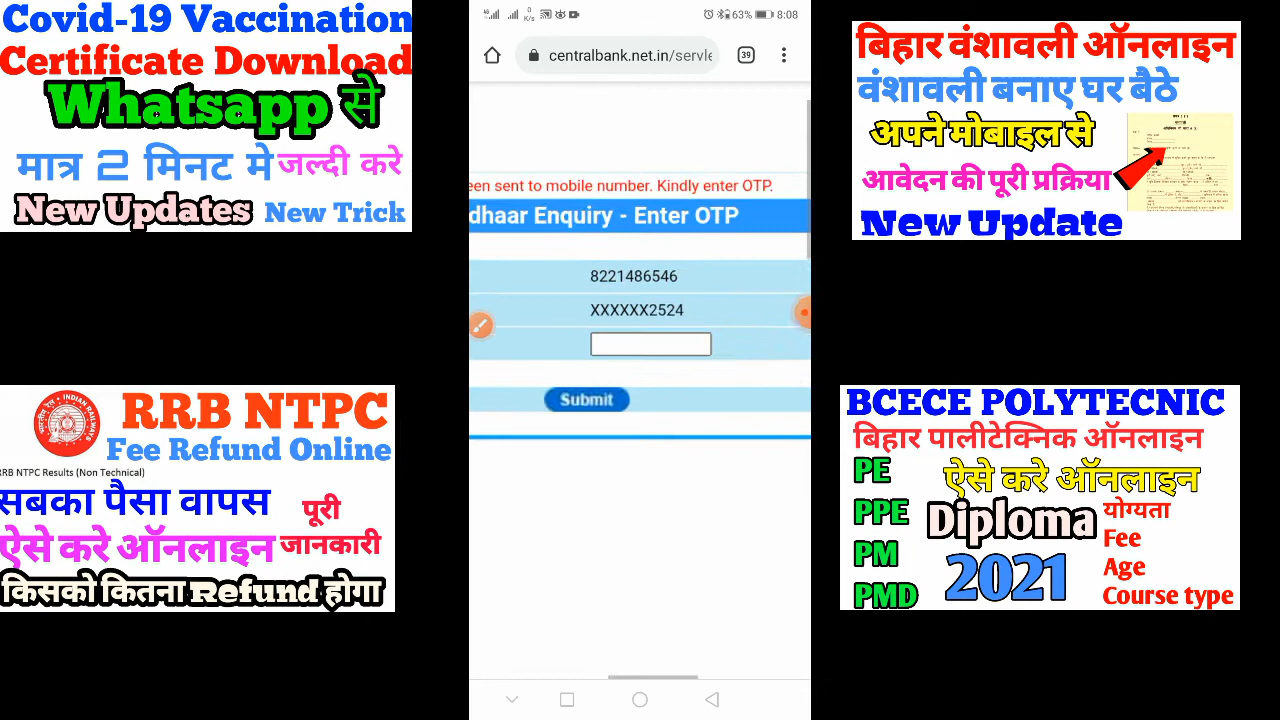 Covid-19 Vaccination
Certificate Download
Whatsapp से
मात्र 2 मिनट मे जल्दी करे
New Updates New Trick
63% 8:08
centralbank.net.in/servle
39
een sent to mobile number. Kindly enter OTP.
dhaar Enquiry - Enter OTP
8221486546
XXXXXX2524
Submit
बिहार वंशावली ऑनलाइन
वंशावली बनाए घर बैठे
अपने मोबाइल से
आवेदन की पूरी प्रक्रिया
New Update
RRB NTPC
Fee Refund Online
RRB NTPC Results (Non Technical)
सबका पैसा वापस पूरी
ऐसे करे ऑनलाइन जानकारी
किसको कितना Refund होगा
BCECE POLYTECNIC
बिहार पालीटेक्निक ऑनलाइन
PE ऐसे करे ऑनलाइन
PPE Diploma योग्यता
Fee
PM 2021 Age
PMD Course type